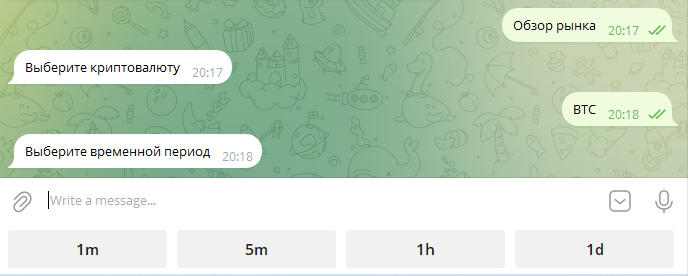 Обзор рынка 20:17
Выберите криптовалюту 20:17
BTC 20:18
Выберите временной период 20:18
Write a message...
1m 5m 1h 1d